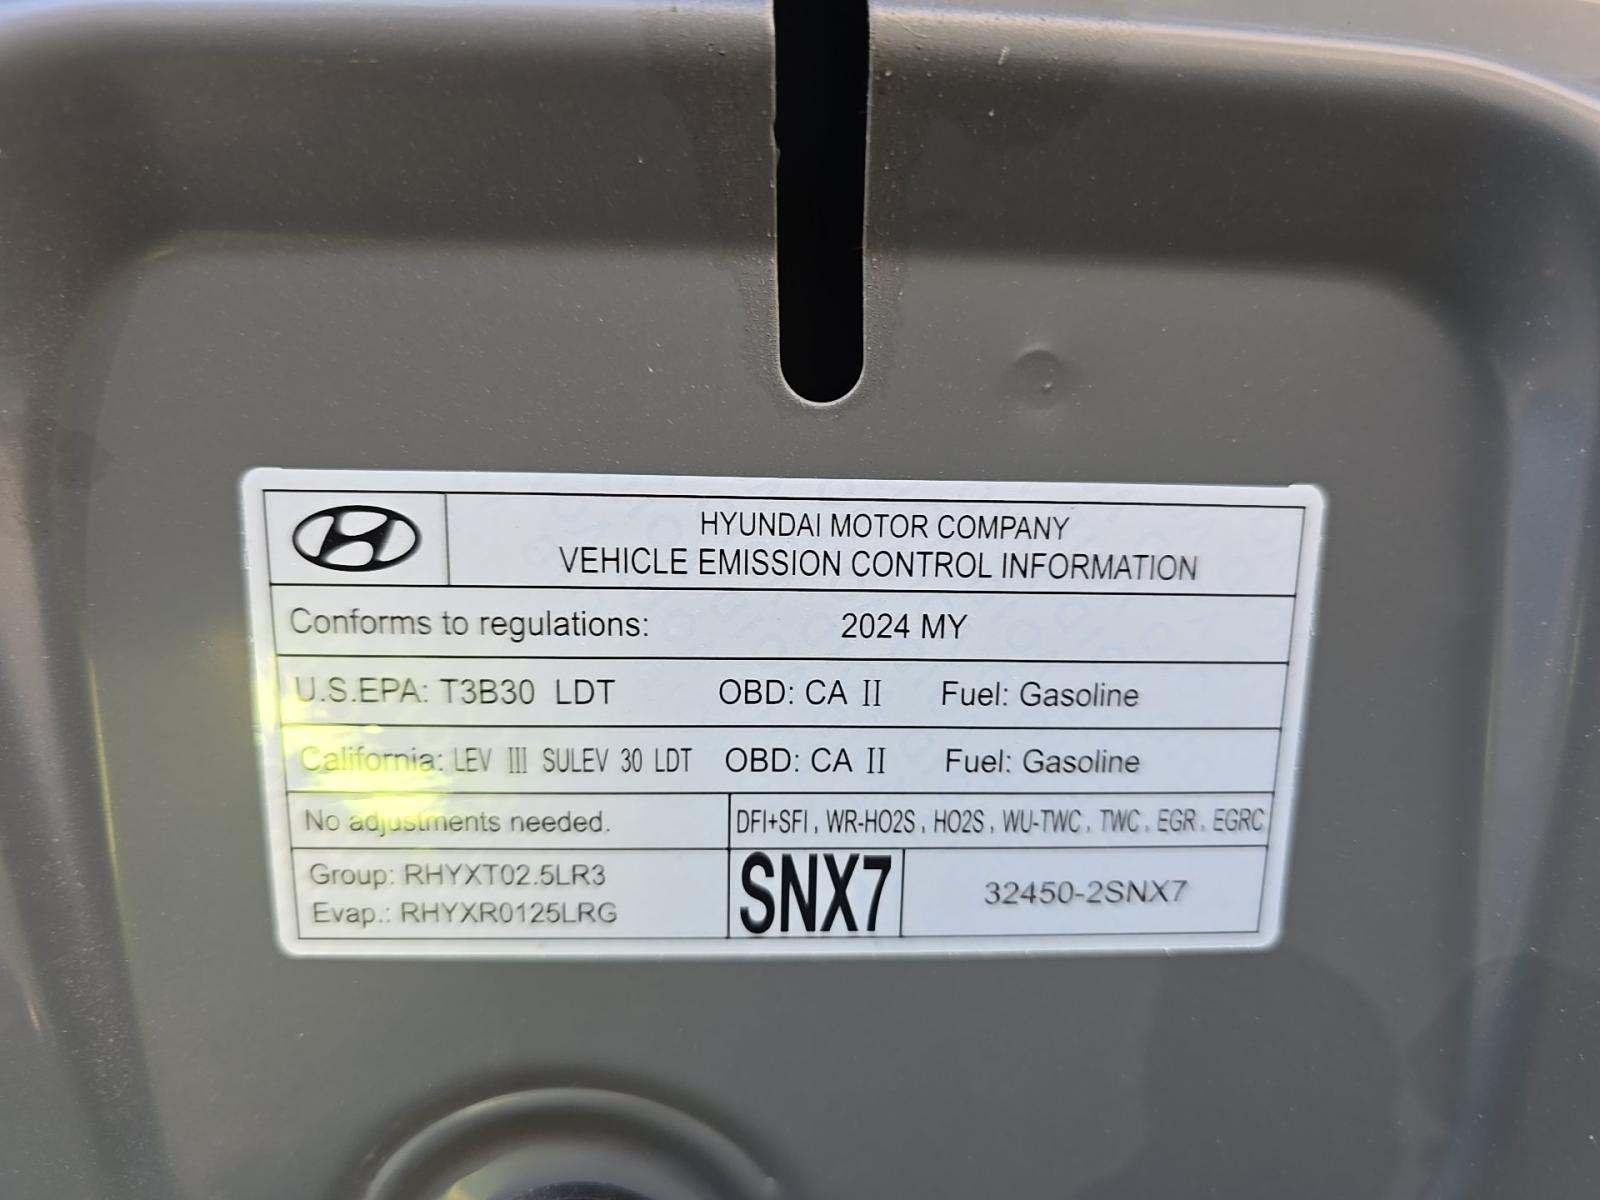 HYUNDAI MOTOR COMPANY
VEHICLE EMISSION CONTROL INFORMATION
Conforms to regulations: 2024 MY
U.S.EPA: T3B30 LDT OBD: CA II Fuel: Gasoline
California: LEV III SULEV 30 LDT OBD: CA II Fuel: Gasoline
No adjustments needed. DFI+SFI, WR-HO2S, HO2S, WU-TWC, TWC, EGR, EGRC
Group: RHYXT02.5LR3
Evap.: RHYXR0125LRG
SNX7
32450-2SNX7